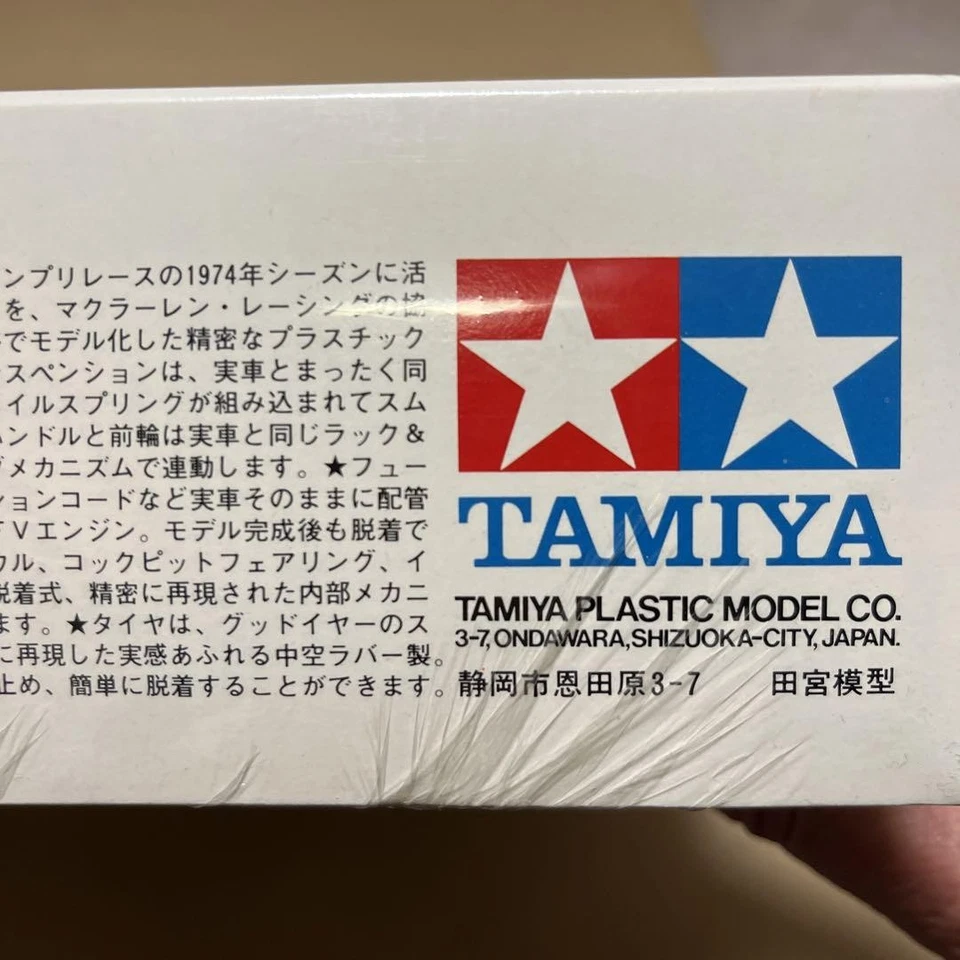 ンプリレースの1974年シーズンに活
を、マクラーレン・レーシングの協
でモデル化した精密なプラスチック
スペンションは、実車とまったく同
イルスプリングが組み込まれてスム
ハンドルと前輪は実車と同じラック&
メカニズムで連動します。★フュー
ションコードなど実車そのままに配管
Vエンジン。モデル完成後も脱着で
ウル、コックピットフェアリング、イ
脱着式、精密に再現された内部メカニ
ます。★タイヤは、グッドイヤーのス
に再現した実感あふれる中空ラバー製。
止め、簡単に脱着することができます。
TAMIYA
TAMIYA PLASTIC MODEL CO.
3-7, ONDAWARA, SHIZUOKA-CITY, JAPAN.
静岡市恩田原3-7 田宮模型